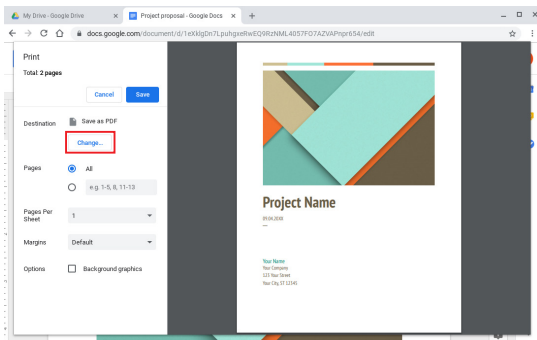 My Drive - Google Drive
Project proposal - Google Docs
docs.google.com/document/d/1eXklgDn7LpuhgxeRwEQ9RzNML4057FO7AZVAPnpr654/edit
Print
Total: 2 pages
Cancel
Save
Destination
Save as PDF
Change...
Pages
All
e.g. 1-5, 8, 11-13
Pages Per
Sheet
1
Margins
Default
Options
Background graphics
Project Name
09.04.20XX
Your Name
Your Company
123 Your Street
Your City, ST 12345